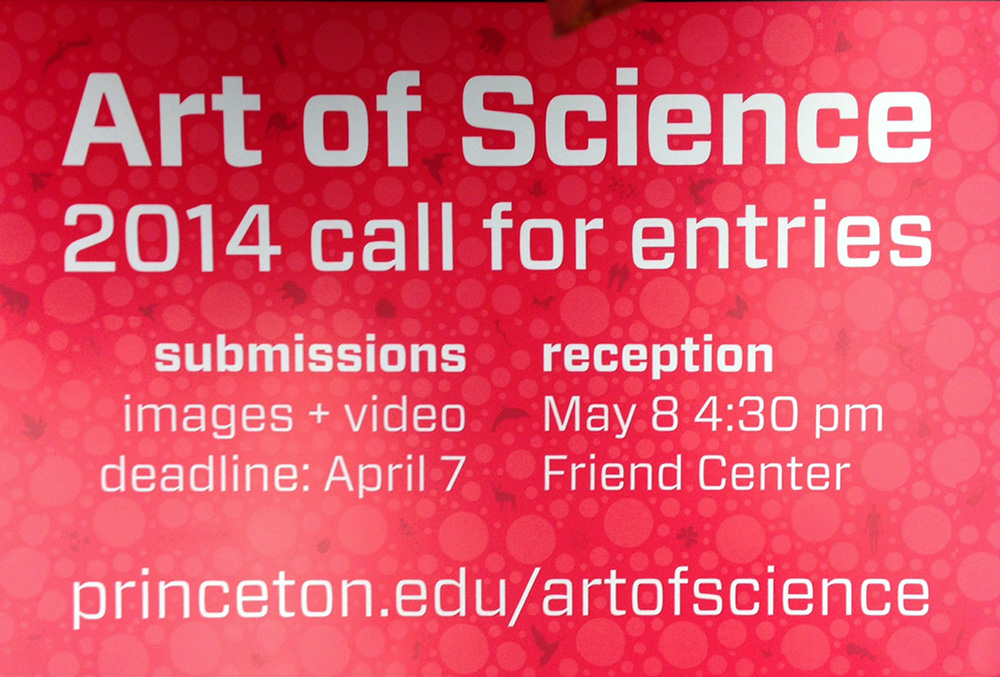 Art of Science
2014 call for entries
submissions
images + video
deadline: April 7
reception
May 8 4:30 pm
Friend Center
princeton.edu/artofscience